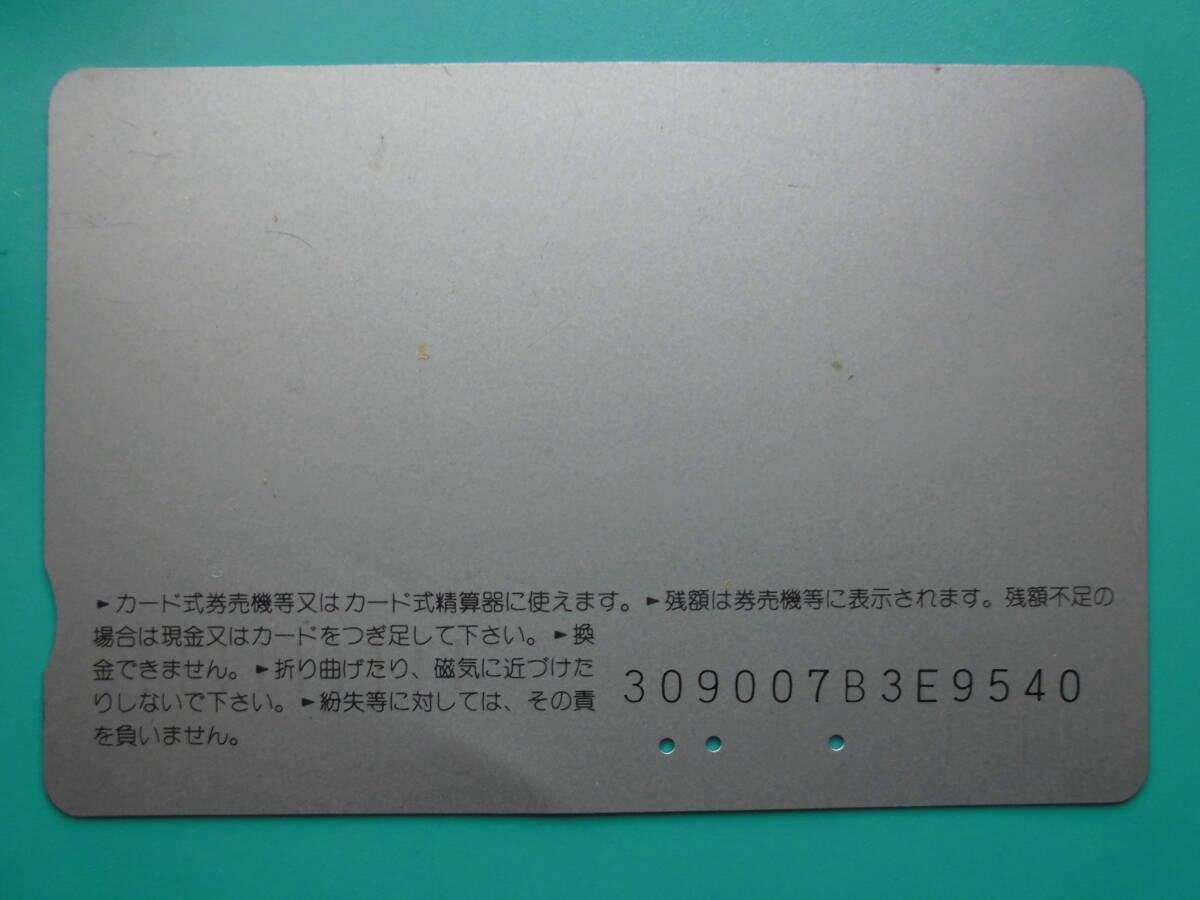 ►カード式券売機等又はカード式精算器に使えます。►残額は券売機等に表示されます。残額不足の
場合は現金又はカードをつぎ足して下さい。►換
金できません。►折り曲げたり、磁気に近づけた
りしないで下さい。►紛失等に対しては、その責
を負いません。
309007B3E9540